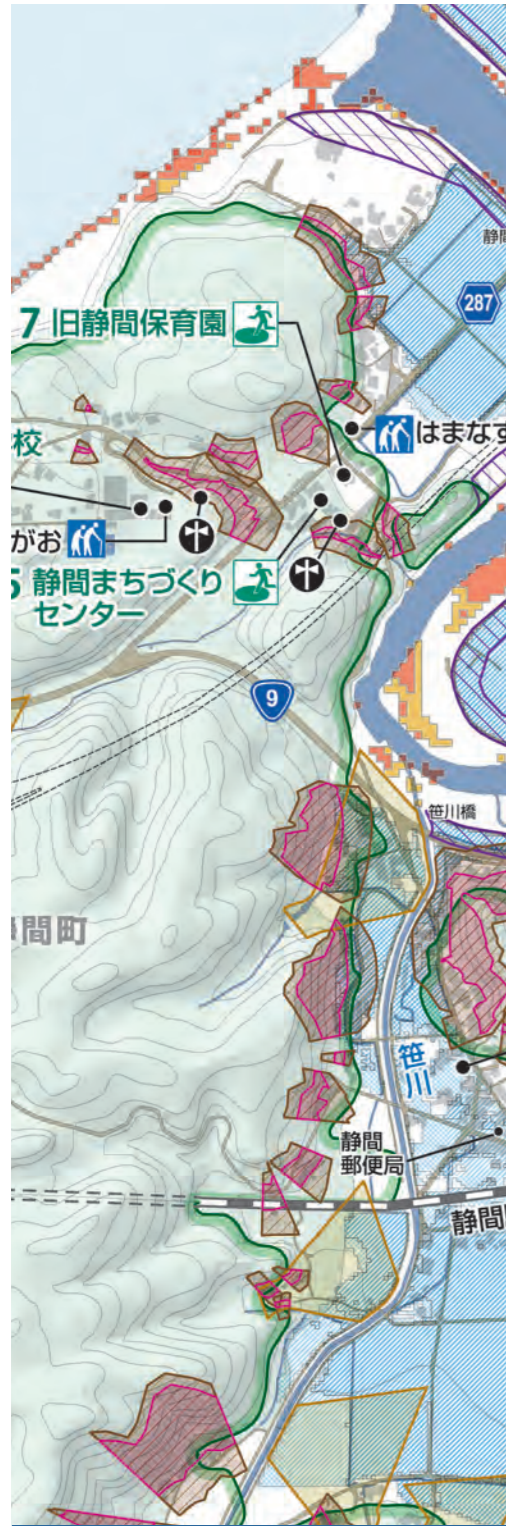 静間
287
7 旧静間保育園
はまなす
校
がお
静間まちづくり
センター
9
笹川橋
間町
笹川
静間
郵便局
静間